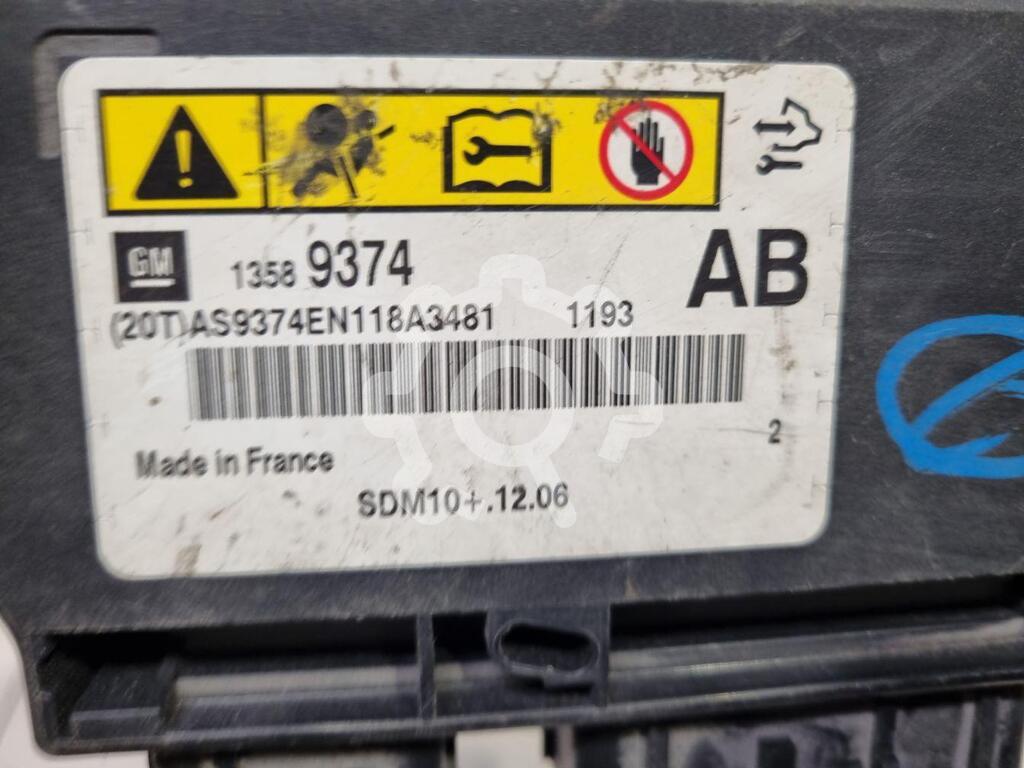 GM 1358 9374 AB
(20T)AS9374EN118A3481 1193
2
Made in France
SDM10+.12.06